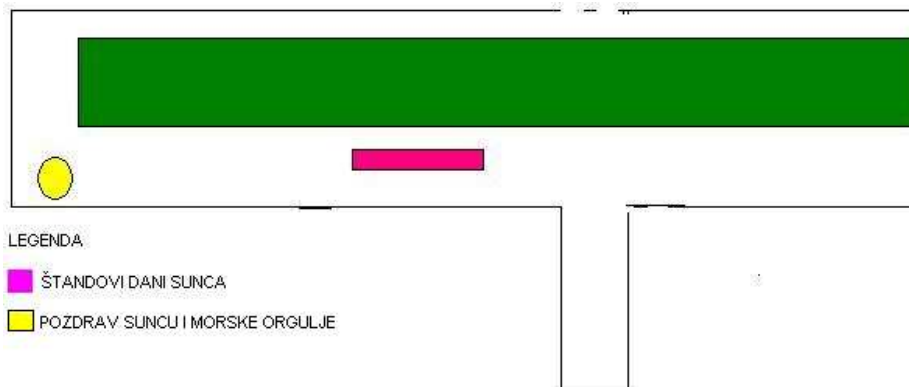 LEGENDA
ŠTANDOVI DANI SUNCA
POZDRAV SUNCU I MORSKE ORGULJE